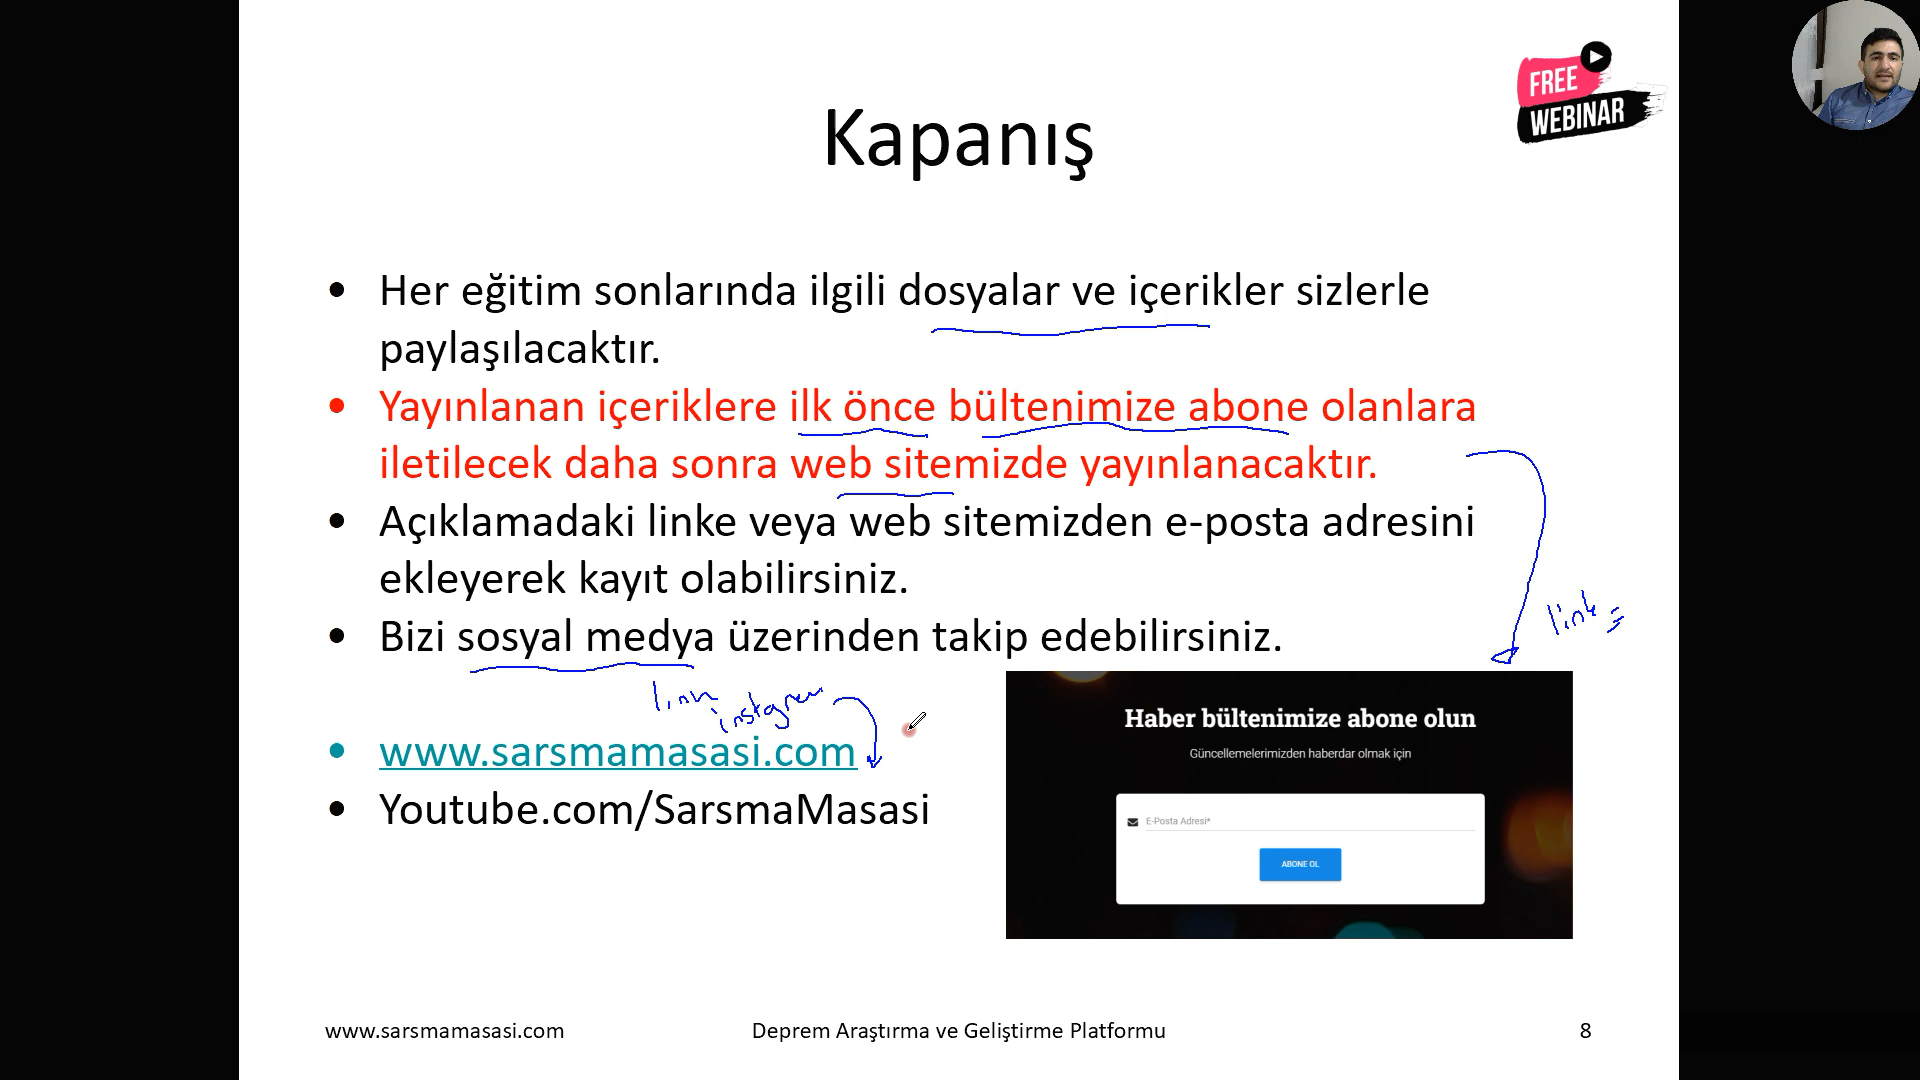 FREE
WEBINAR
Kapanış
• Her eğitim sonlarında ilgili dosyalar ve içerikler sizlerle
paylaşılacaktır.
• Yayınlanan içeriklere ilk önce bültenimize abone olanlara
iletilecek daha sonra web sitemizde yayınlanacaktır.
• Açıklamadaki linke veya web sitemizden e-posta adresini
ekleyerek kayıt olabilirsiniz.
link
• Bizi sosyal medya üzerinden takip edebilirsiniz.
• www.sarsmamasasi.com
• Youtube.com/SarsmaMasasi
Haber bültenimize abone olun
Güncellemelerimizden haberdar olmak için
E-Posta Adresi*
ABONE OL
www.sarsmamasasi.com
Deprem Araştırma ve Geliştirme Platformu
8